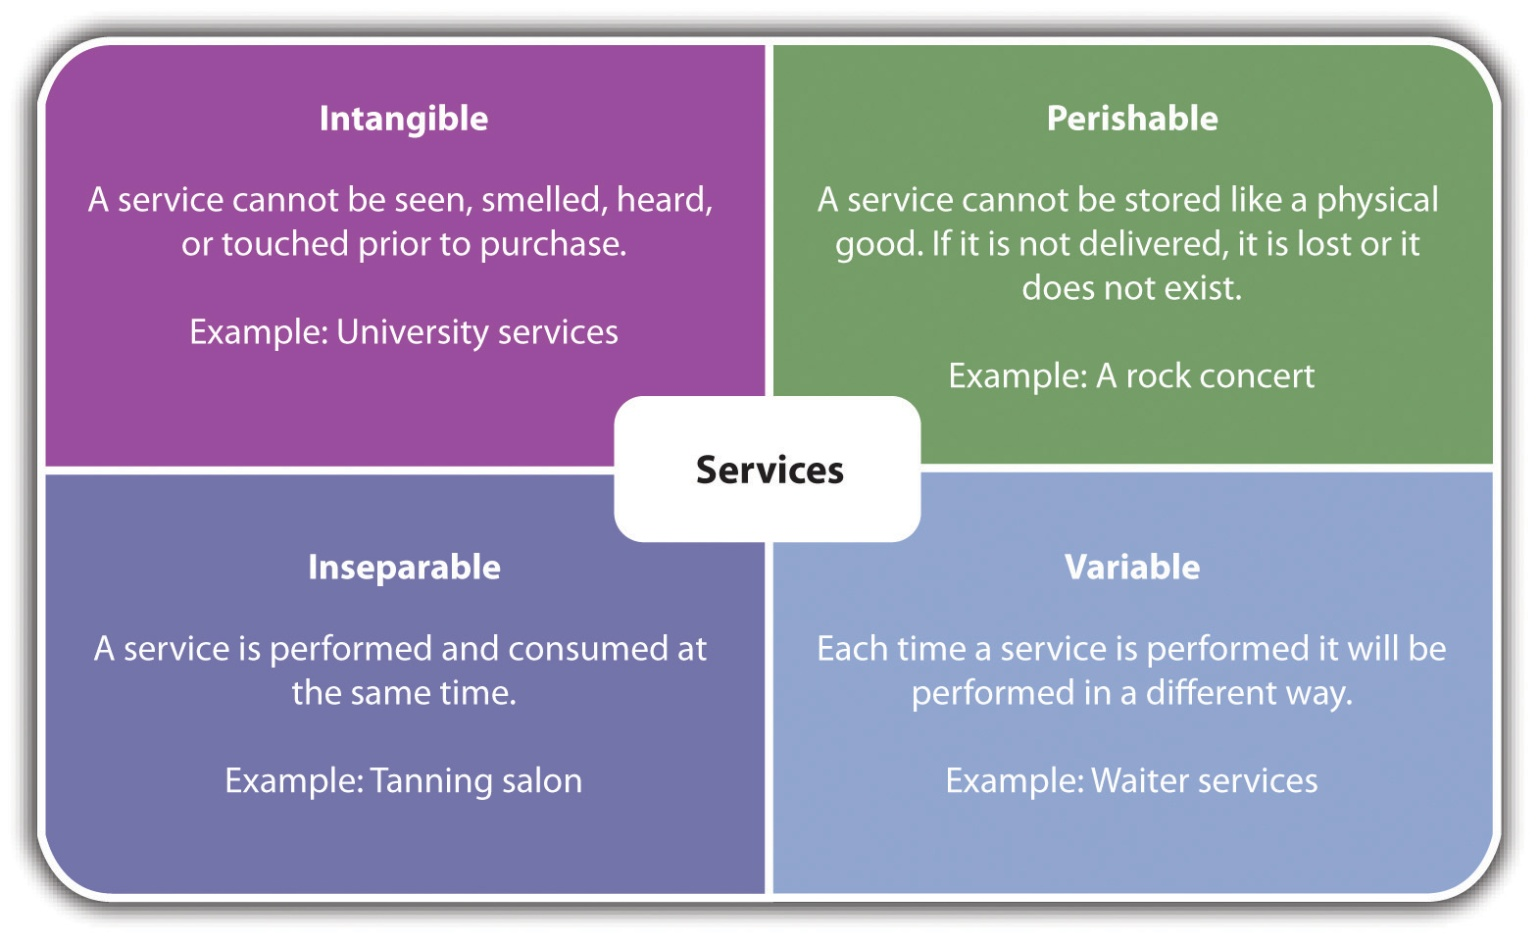 Intangible
A service cannot be seen, smelled, heard,
or touched prior to purchase.
Example: University services
Perishable
A service cannot be stored like a physical
good. If it is not delivered, it is lost or it
does not exist.
Example: A rock concert
Services
Inseparable
A service is performed and consumed at
the same time.
Example: Tanning salon
Variable
Each time a service is performed it will be
performed in a different way.
Example: Waiter services